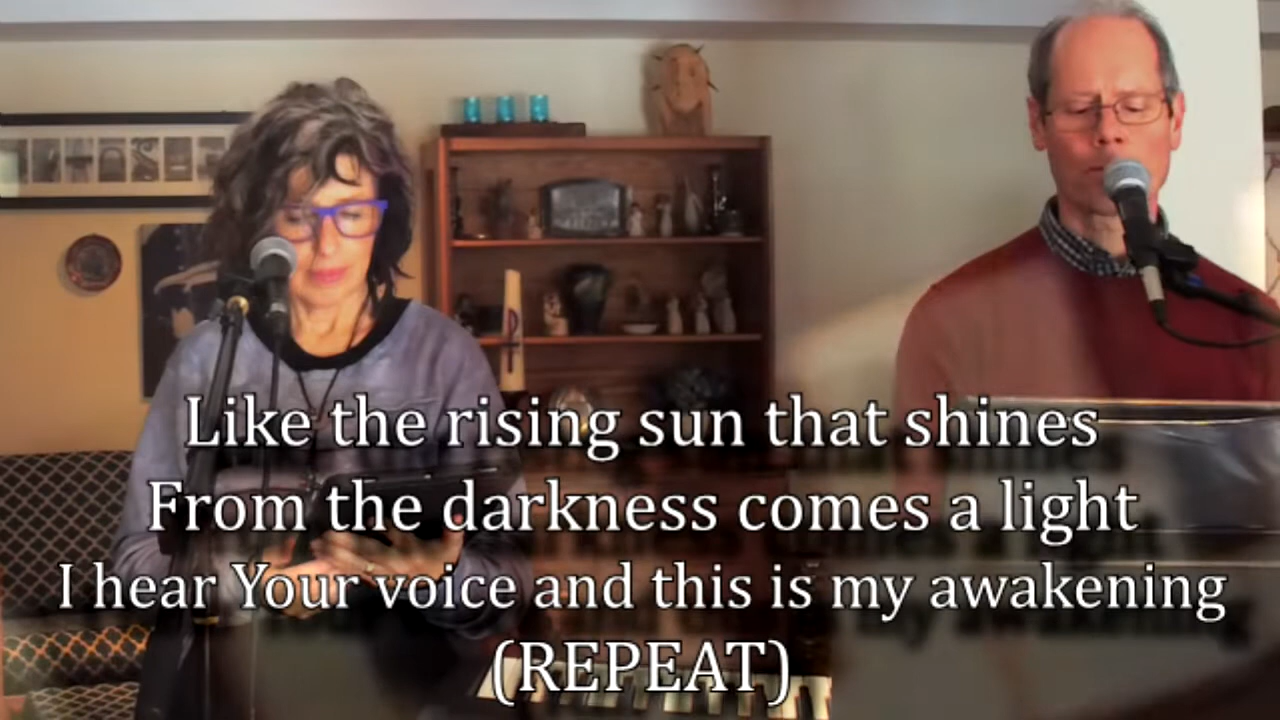 Like the rising sun that shines
From the darkness comes a light
I hear Your voice and this is my awakening
(REPEAT)